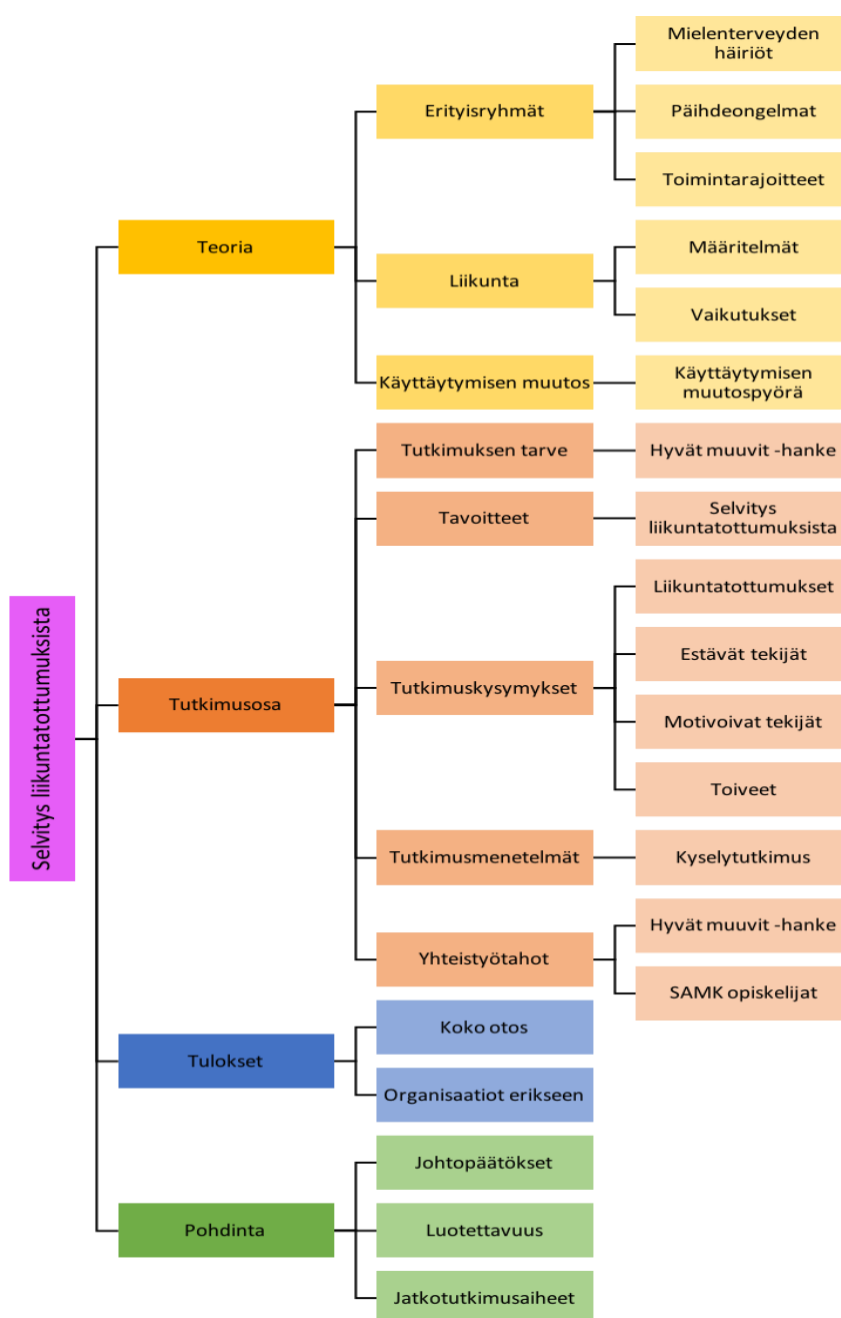 Selvitys liikuntatottumuksista
Teoria
Erityisryhmät
Mielenterveyden
häiriöt
Päihdeongelmat
Toimintarajoitteet
Liikunta
Määritelmät
Vaikutukset
Käyttäytymisen muutos
Käyttäytymisen
muutospyörä
Tutkimusosa
Tutkimuksen tarve
Hyvät muuvit -hanke
Tavoitteet
Selvitys
liikuntatottumuksista
Tutkimuskysymykset
Liikuntatottumukset
Estävät tekijät
Motivoivat tekijät
Toiveet
Tutkimusmenetelmät
Kyselytutkimus
Yhteistyötahot
Hyvät muuvit -hanke
SAMK opiskelijat
Tulokset
Koko otos
Organisaatiot erikseen
Pohdinta
Johtopäätökset
Luotettavuus
Jatkotutkimusaiheet